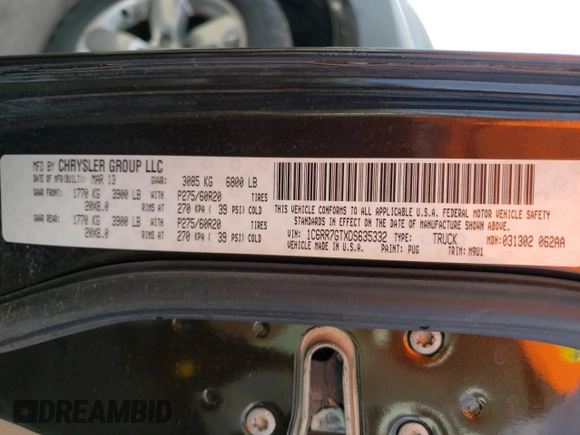 MFD BY CHRYSLER GROUP LLC
DATE OF MFR(BUILT): MAR 13 GVWR: 3085 KG 6800 LB
GAWR FRONT: 1770 KG 3900 LB WITH P275/60R20 TIRES
20X8.0 RIMS AT 270 KPA ( 39 PSI) COLD
GAWR REAR: 1770 KG 3900 LB WITH P275/60R20 TIRES
20X8.0 RIMS AT 270 KPA ( 39 PSI) COLD
THIS VEHICLE CONFORMS TO ALL APPLICABLE U.S.A. FEDERAL MOTOR VEHICLE SAFETY
STANDARDS IN EFFECT ON THE DATE OF MANUFACTURE SHOWN ABOVE.
VIN: 1C6RR7GTXDS635332 TYPE: TRUCK MDH: 031302 062AA
VEHICLE MADE IN U.S.A. PAINT: PUG TRIM: M9U1
DREAMBID